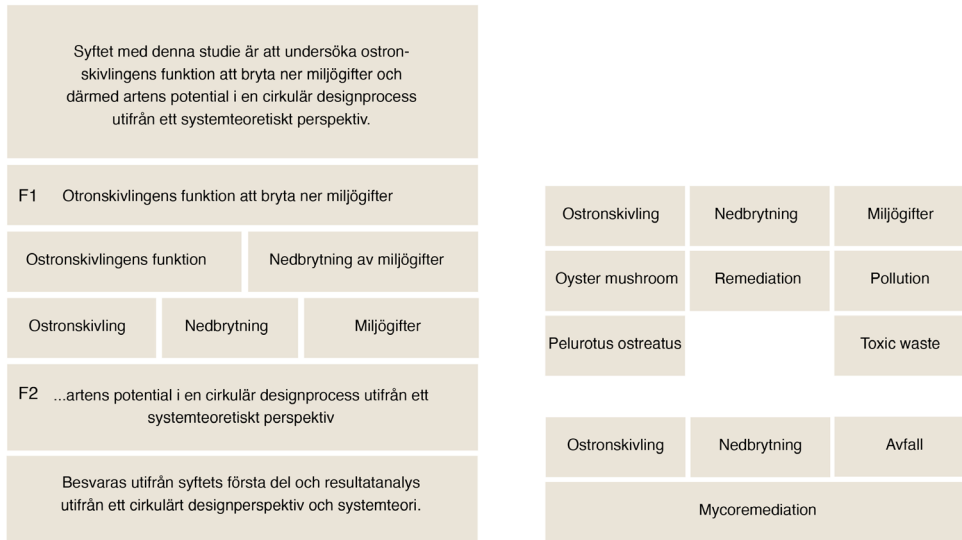 Syftet med denna studie är att undersöka ostron-
skivlingens funktion att bryta ner miljögifter och
därmed artens potential i en cirkulär designprocess
utifrån ett systemteoretiskt perspektiv.
F1 Otronskivlingens funktion att bryta ner miljögifter
Ostronskivlingens funktion
Nedbrytning av miljögifter
Ostronskivling
Nedbrytning
Miljögifter
F2 ...artens potential i en cirkulär designprocess utifrån ett
systemteoretiskt perspektiv
Besvaras utifrån syftets första del och resultatanalys
utifrån ett cirkulärt designperspektiv och systemteori.
Ostronskivling
Nedbrytning
Miljögifter
Oyster mushroom
Remediation
Pollution
Pelurotus ostreatus
Toxic waste
Ostronskivling
Nedbrytning
Avfall
Mycoremediation